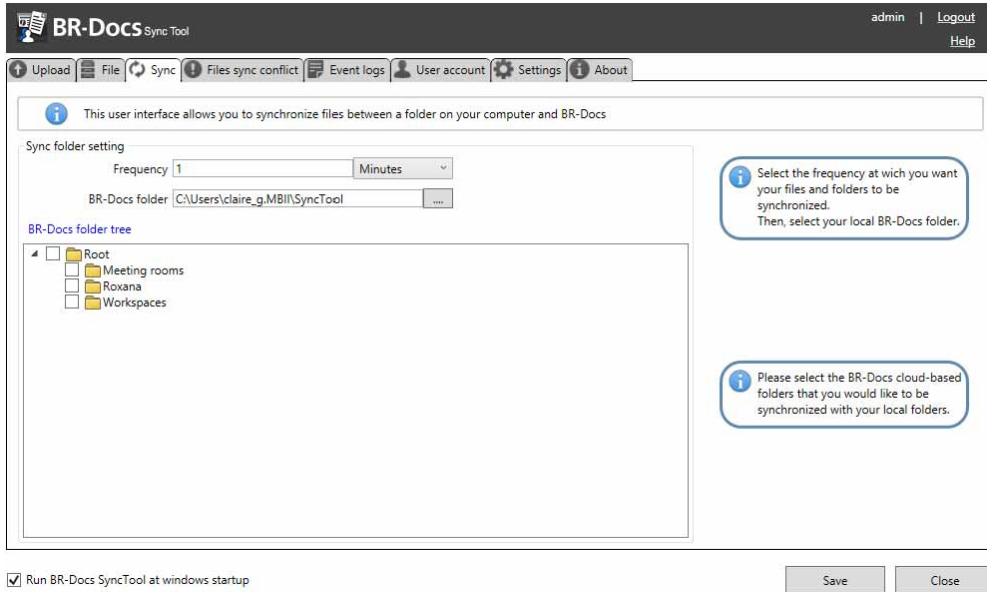 BR-Docs Sync Tool
admin | Logout
Help
Upload File Sync Files sync conflict Event logs User account Settings About
This user interface allows you to synchronize files between a folder on your computer and BR-Docs
Sync folder setting
Frequency 1 Minutes
BR-Docs folder C:\Users\claire_g.MBII\SyncTool ....
BR-Docs folder tree
Root
Meeting rooms
Roxana
Workspaces
Select the frequency at wich you want
your files and folders to be
synchronized.
Then, select your local BR-Docs folder.
Please select the BR-Docs cloud-based
folders that you would like to be
synchronized with your local folders.
Run BR-Docs SyncTool at windows startup
Save Close